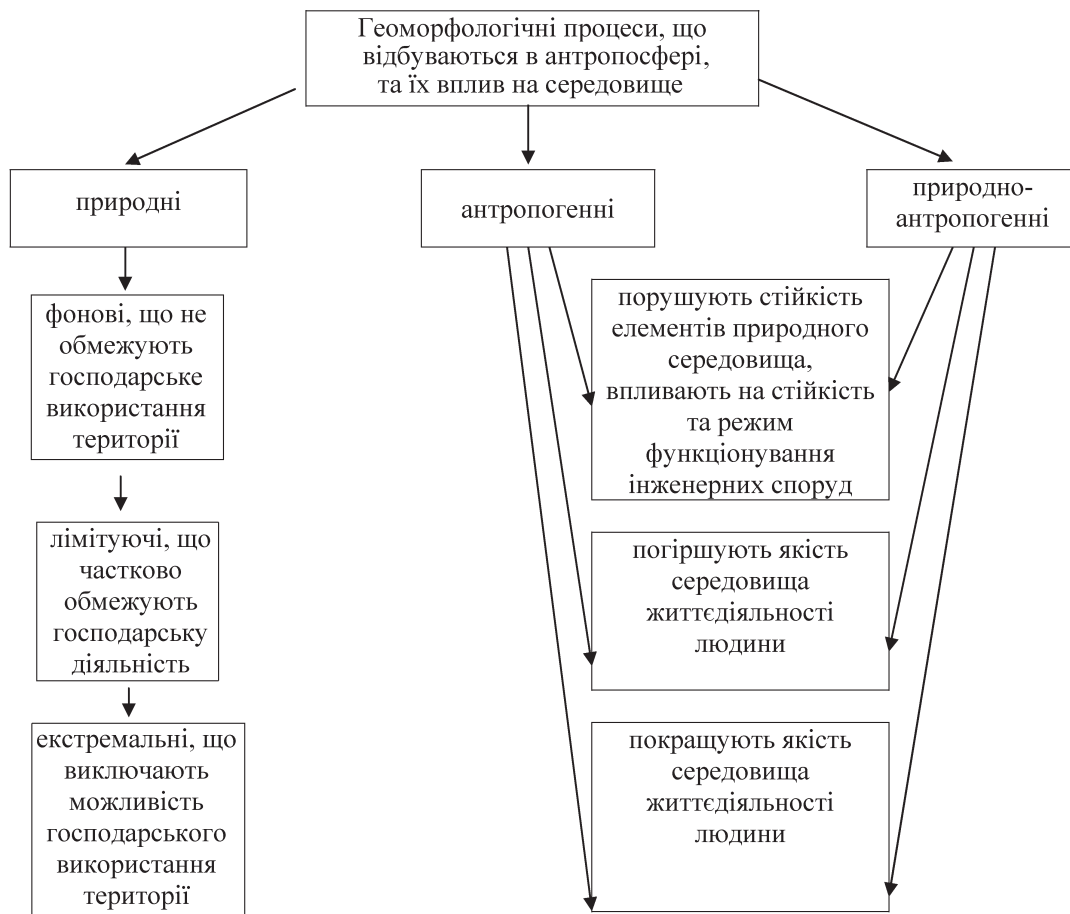 Геоморфологічні процеси, що
відбуваються в антропосфері,
та їх вплив на середовище
природні
антропогенні
природно-
антропогенні
фонові, що не
обмежують
господарське
використання
території
лімітуючі, що
частково
обмежують
господарську
діяльність
екстремальні, що
виключають
можливість
господарського
використання
території
порушують стійкість
елементів природного
середовища,
впливають на стійкість
та режим
функціонування
інженерних споруд
погіршують якість
середовища
життєдіяльності
людини
покращують якість
середовища
життєдіяльності
людини